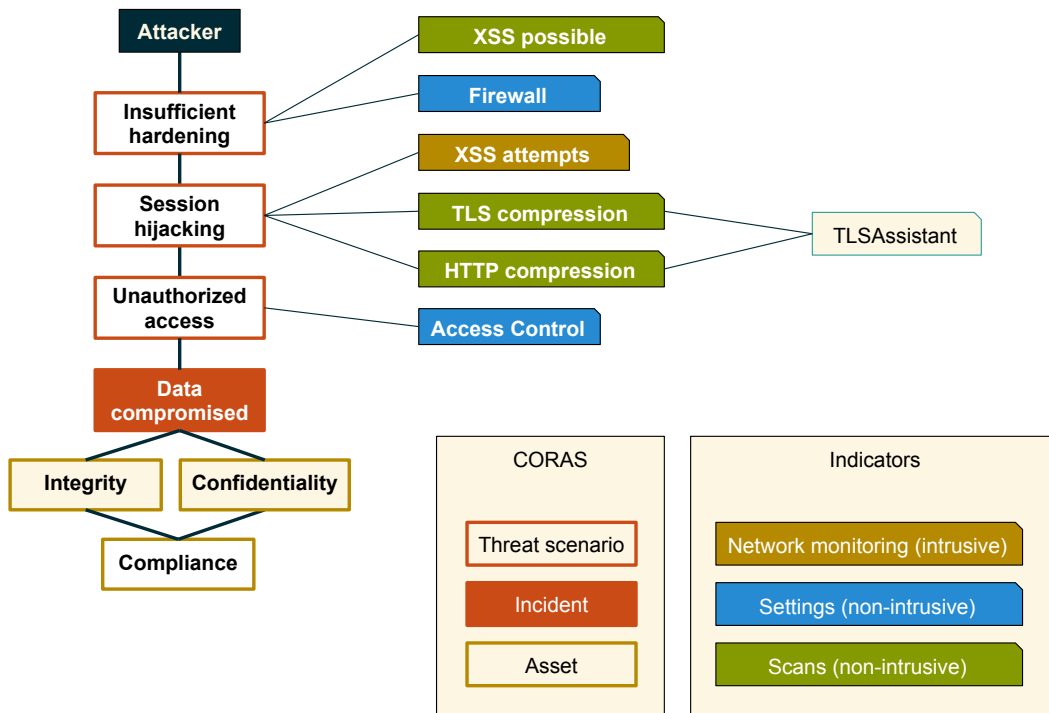 Attacker
XSS possible
Firewall
Insufficient
hardening
XSS attempts
Session
hijacking
TLS compression
TLSAssistant
HTTP compression
Unauthorized
access
Access Control
Data
compromised
Integrity
Confidentiality
Compliance
CORAS
Threat scenario
Incident
Asset
Indicators
Network monitoring (intrusive)
Settings (non-intrusive)
Scans (non-intrusive)